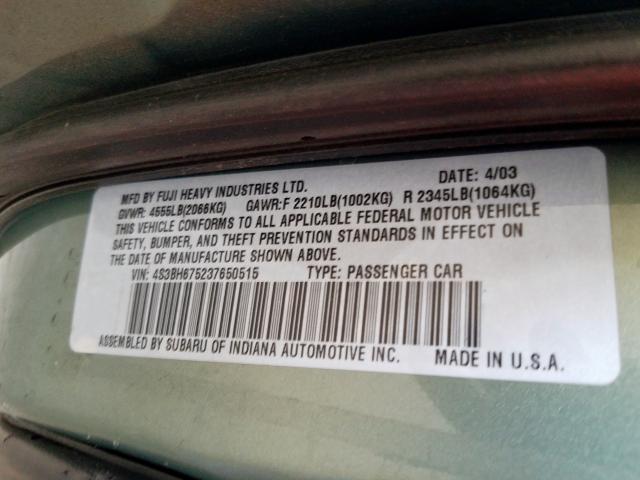 MFD BY FUJI HEAVY INDUSTRIES LTD. DATE: 4/03
GVWR: 4555LB(2066KG) GAWR:F 2210LB(1002KG) R 2345LB(1064KG)
THIS VEHICLE CONFORMS TO ALL APPLICABLE FEDERAL MOTOR VEHICLE
SAFETY, BUMPER, AND THEFT PREVENTION STANDARDS IN EFFECT ON
THE DATE OF MANUFACTURE SHOWN ABOVE.
VIN: 4S3BH675237650515 TYPE: PASSENGER CAR
ASSEMBLED BY SUBARU OF INDIANA AUTOMOTIVE INC. MADE IN U.S.A.